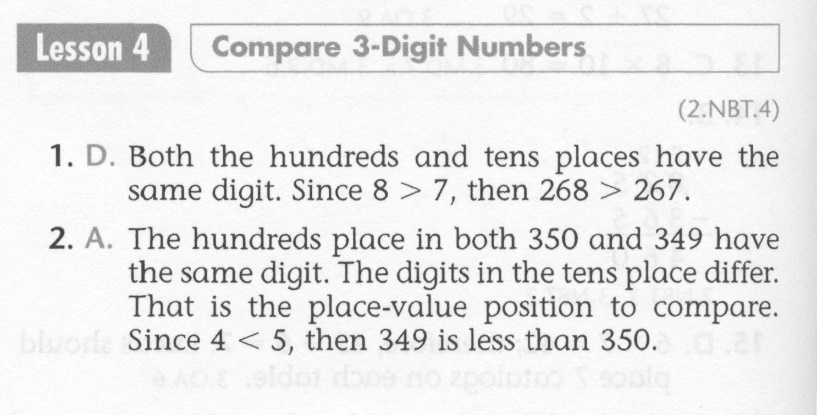 Lesson 4
Compare 3-Digit Numbers
(2.NBT.4)
1. D. Both the hundreds and tens places have the
same digit. Since 8 > 7, then 268 > 267.
2. A. The hundreds place in both 350 and 349 have
the same digit. The digits in the tens place differ.
That is the place-value position to compare.
Since 4 < 5, then 349 is less than 350.